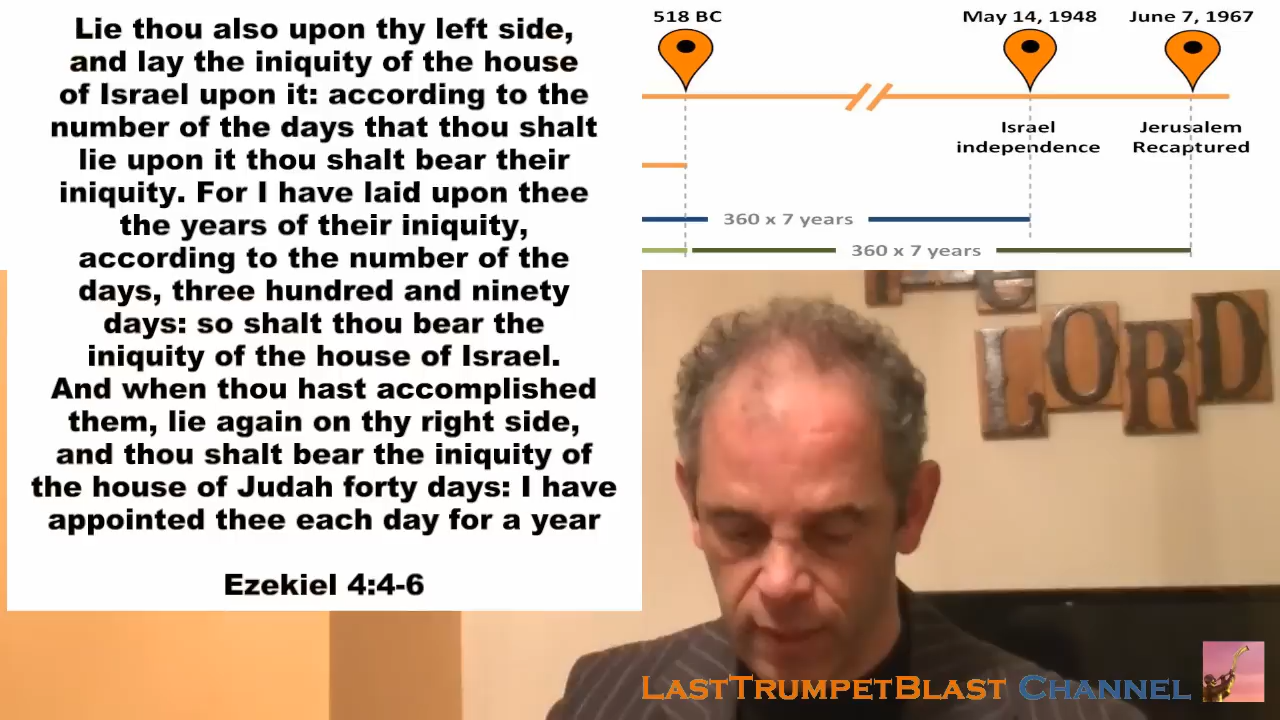 Lie thou also upon thy left side,
and lay the iniquity of the house
of Israel upon it: according to the
number of the days that thou shalt
lie upon it thou shalt bear their
iniquity. For I have laid upon thee
the years of their iniquity,
according to the number of the
days, three hundred and ninety
days: so shalt thou bear the
iniquity of the house of Israel.
And when thou hast accomplished
them, lie again on thy right side,
and thou shalt bear the iniquity of
the house of Judah forty days: I have
appointed thee each day for a year
Ezekiel 4:4-6
518 BC
May 14, 1948
June 7, 1967
Israel
independence
Jerusalem
Recaptured
360 x 7 years
360 x 7 years
LORD
LASTTRUMPETBLAST CHANNEL